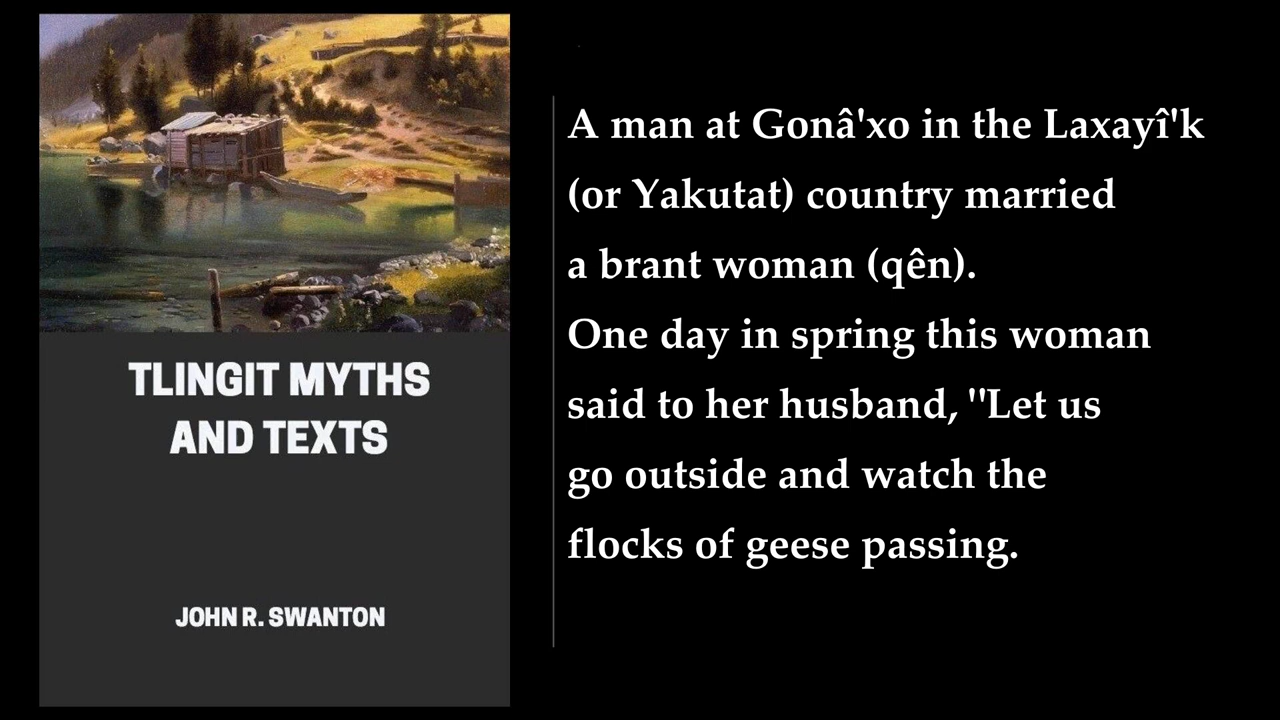 TLINGIT MYTHS
AND TEXTS
JOHN R. SWANTON
A man at Gonâ'xo in the Laxayî'k
(or Yakutat) country married
a brant woman (qên).
One day in spring this woman
said to her husband, "Let us
go outside and watch the
flocks of geese passing.